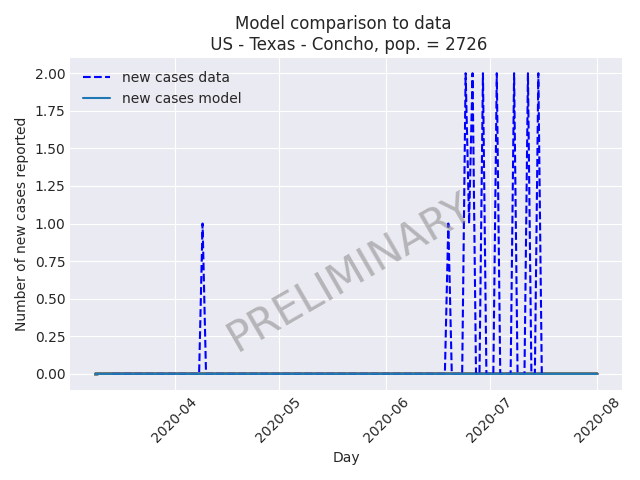 Model comparison to data
US - Texas - Concho, pop. = 2726
new cases data
new cases model
Number of new cases reported
2.00
1.75
1.50
1.25
1.00
0.75
0.50
0.25
0.00
PRELIMINARY
2020-04
2020-05
2020-06
2020-07
2020-08
Day